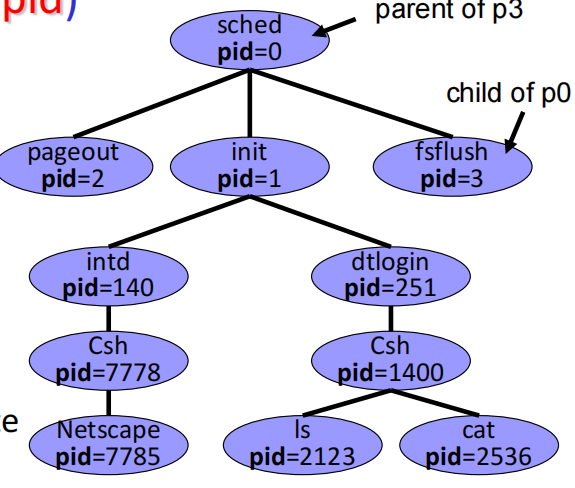 pid)
parent of p3
sched
pid=0
child of p0
pageout
pid=2
init
pid=1
fsflush
pid=3
intd
pid=140
dtlogin
pid=251
Csh
pid=7778
Csh
pid=1400
Netscape
pid=7785
ls
pid=2123
cat
pid=2536